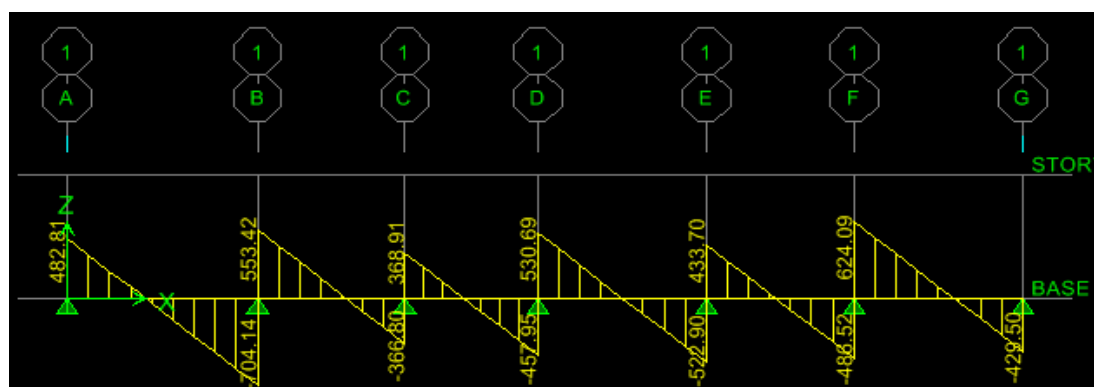 1 1 1 1 1 1 1
A B C D E F G
STOR
Z
482.81 553.42 368.91 530.69 433.70 624.09
X
BASE
-704.14 -366.80 -457.95 -522.90 -486.52 -429.50